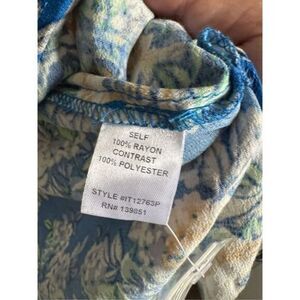 SELF
100% RAYON
CONTRAST
100% POLYESTER
STYLE #IT12763P
RN# 139851